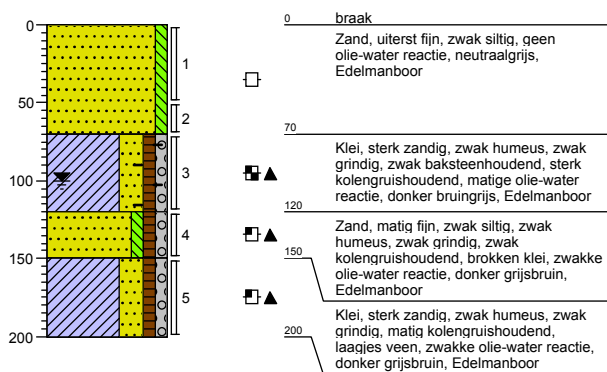 0
50
100
150
200
1
2
3
4
5
0 braak
Zand, uiterst fijn, zwak siltig, geen
olie-water reactie, neutraalgrijs,
Edelmanboor
70
Klei, sterk zandig, zwak humeus, zwak
grindig, zwak baksteenhoudend, sterk
kolengruishoudend, matige olie-water
reactie, donker bruingrijs, Edelmanboor
120
Zand, matig fijn, zwak siltig, zwak
humeus, zwak grindig, zwak
kolengruishoudend, brokken klei, zwakke
olie-water reactie, donker grijsbruin,
Edelmanboor
150
Klei, sterk zandig, zwak humeus, zwak
grindig, matig kolengruishoudend,
laagjes veen, zwakke olie-water reactie,
donker grijsbruin, Edelmanboor
200